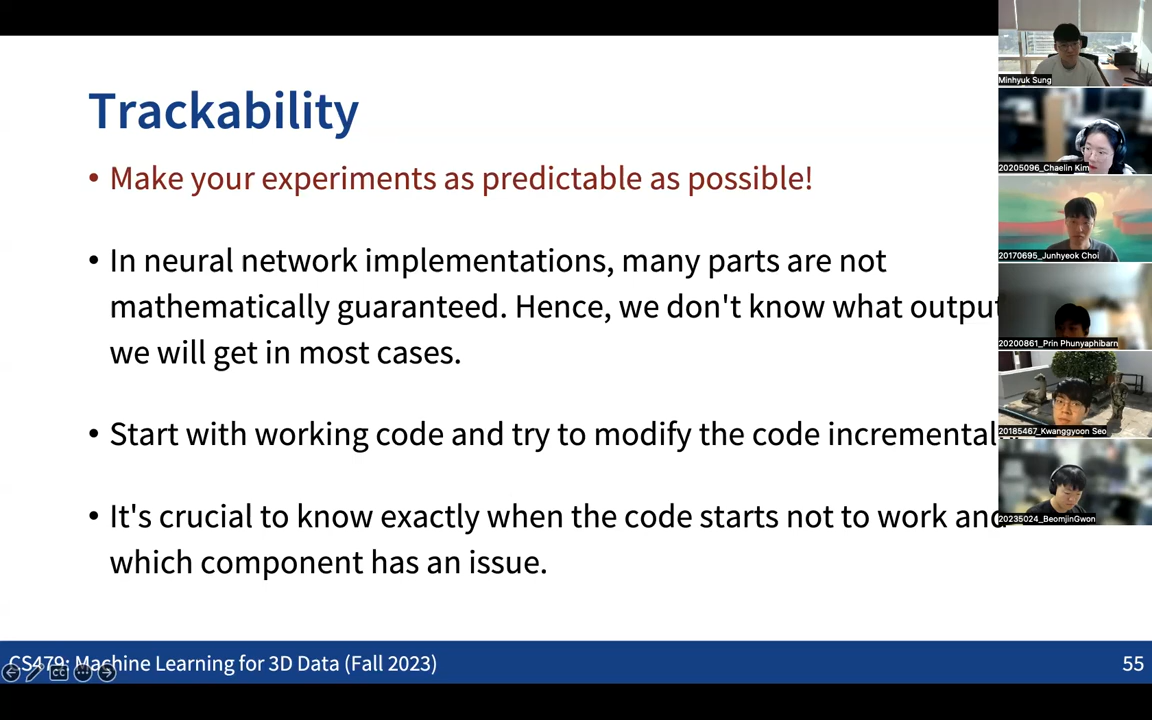 Trackability
• Make your experiments as predictable as possible!
• In neural network implementations, many parts are not
mathematically guaranteed. Hence, we don't know what output
we will get in most cases.
• Start with working code and try to modify the code incremental
• It's crucial to know exactly when the code starts not to work and
which component has an issue.
CS479: Machine Learning for 3D Data (Fall 2023)
55
CC
Minhyuk Sung
20205096_Chaelin Kim
20170695_Junhyeok Choi
20200861_Prin Phunyaphibarn
20185467_Kwanggyoon Seo
20235024_BeomjinGwon